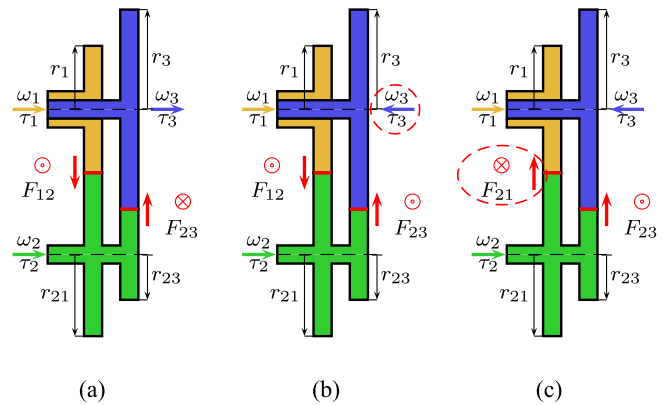 r₁ r₃
ω₁ ω₃
τ₁ τ₃
F₁₂
F₂₃
ω₂
τ₂
r₂₁ r₂₃
(a)
r₁ r₃
ω₁ ω₃
τ₁ τ₃
F₁₂
F₂₃
ω₂
τ₂
r₂₁ r₂₃
(b)
r₁ r₃
ω₁ ω₃
τ₁ τ₃
F₂₁
F₂₃
ω₂
τ₂
r₂₁ r₂₃
(c)